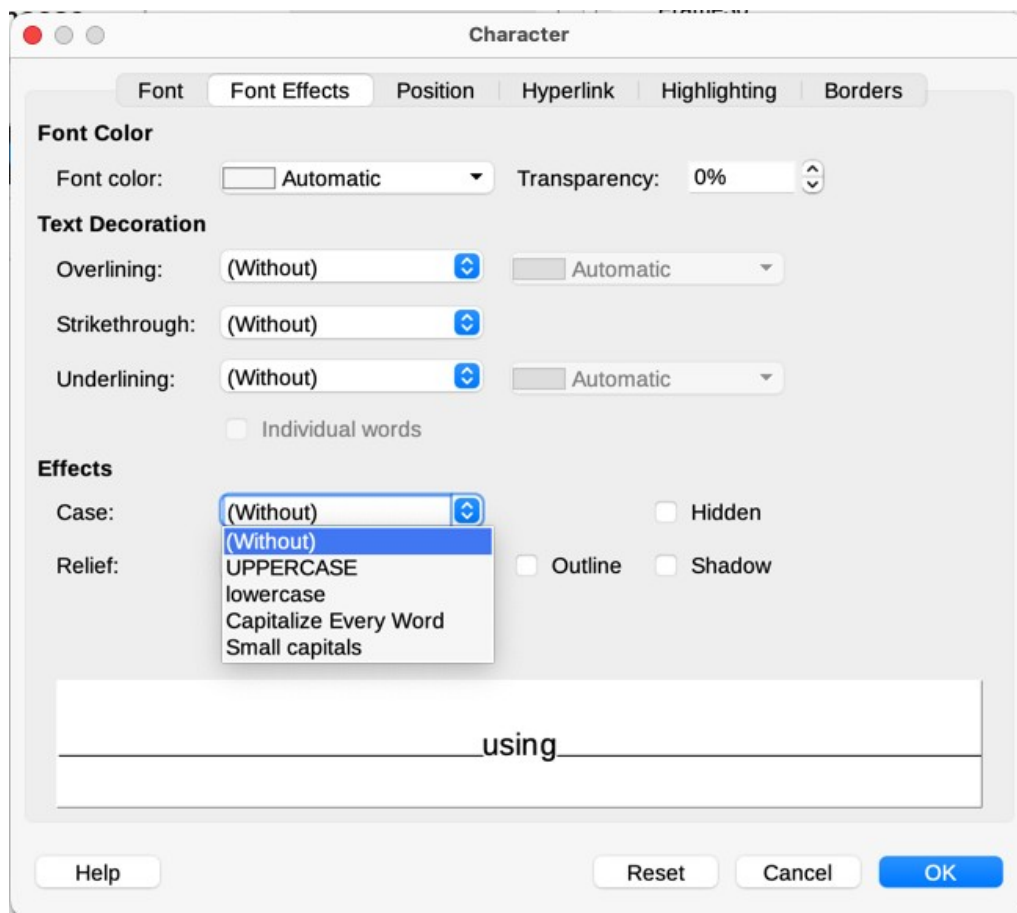 Character
Font Font Effects Position Hyperlink Highlighting Borders
Font Color
Font color: Automatic Transparency: 0%
Text Decoration
Overlining: (Without) Automatic
Strikethrough: (Without)
Underlining: (Without) Automatic
Individual words
Effects
Case: (Without) Hidden
(Without)
Relief: UPPERCASE Outline Shadow
lowercase
Capitalize Every Word
Small capitals
using
Help Reset Cancel OK